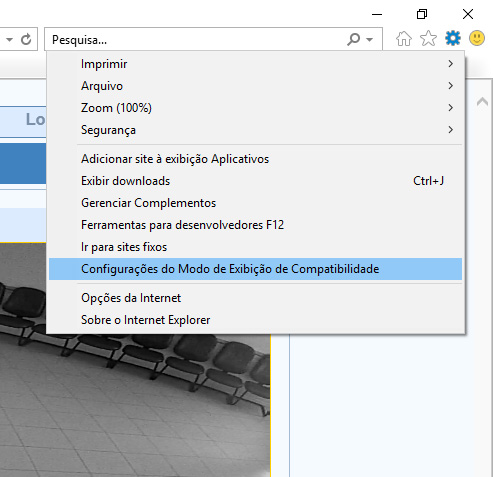 Pesquisa...
Imprimir
Arquivo
Zoom (100%)
Segurança
Lo
Adicionar site à exibição Aplicativos
Exibir downloads Ctrl+J
Gerenciar Complementos
Ferramentas para desenvolvedores F12
Ir para sites fixos
Configurações do Modo de Exibição de Compatibilidade
Opções da Internet
Sobre o Internet Explorer